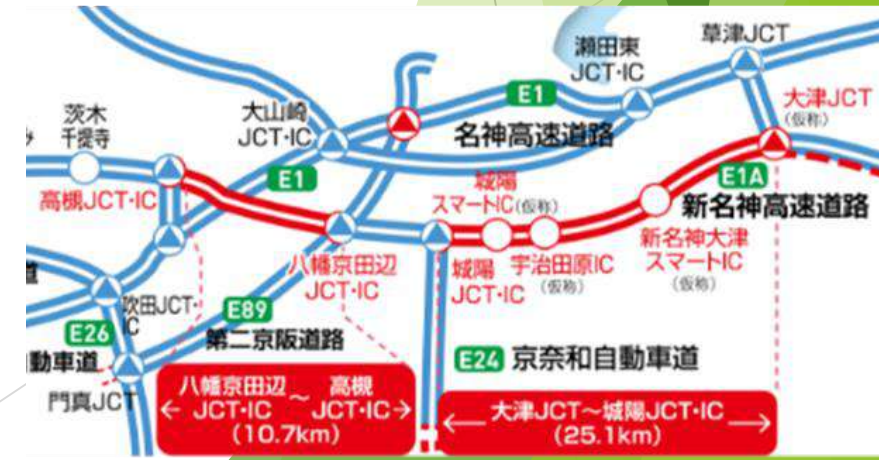 草津JCT
瀬田東
JCT・IC
E1
大津JCT
(仮称)
茨木
千提寺
大山崎
JCT・IC
名神高速道路
み
E1
E1A
高槻JCT・IC
城陽
スマートIC(仮称)
新名神高速道路
八幡京田辺
JCT・IC
城陽
JCT・IC
宇治田原IC
(仮称)
新名神大津
スマートIC
(仮称)
道
吹田JCT・
IC
E89
第二京阪道路
E26
動車道
門真JCT
E24 京奈和自動車道
八幡京田辺 ～ 高槻
JCT・IC JCT・IC
(10.7km)
大津JCT～城陽JCT・IC
(25.1km)